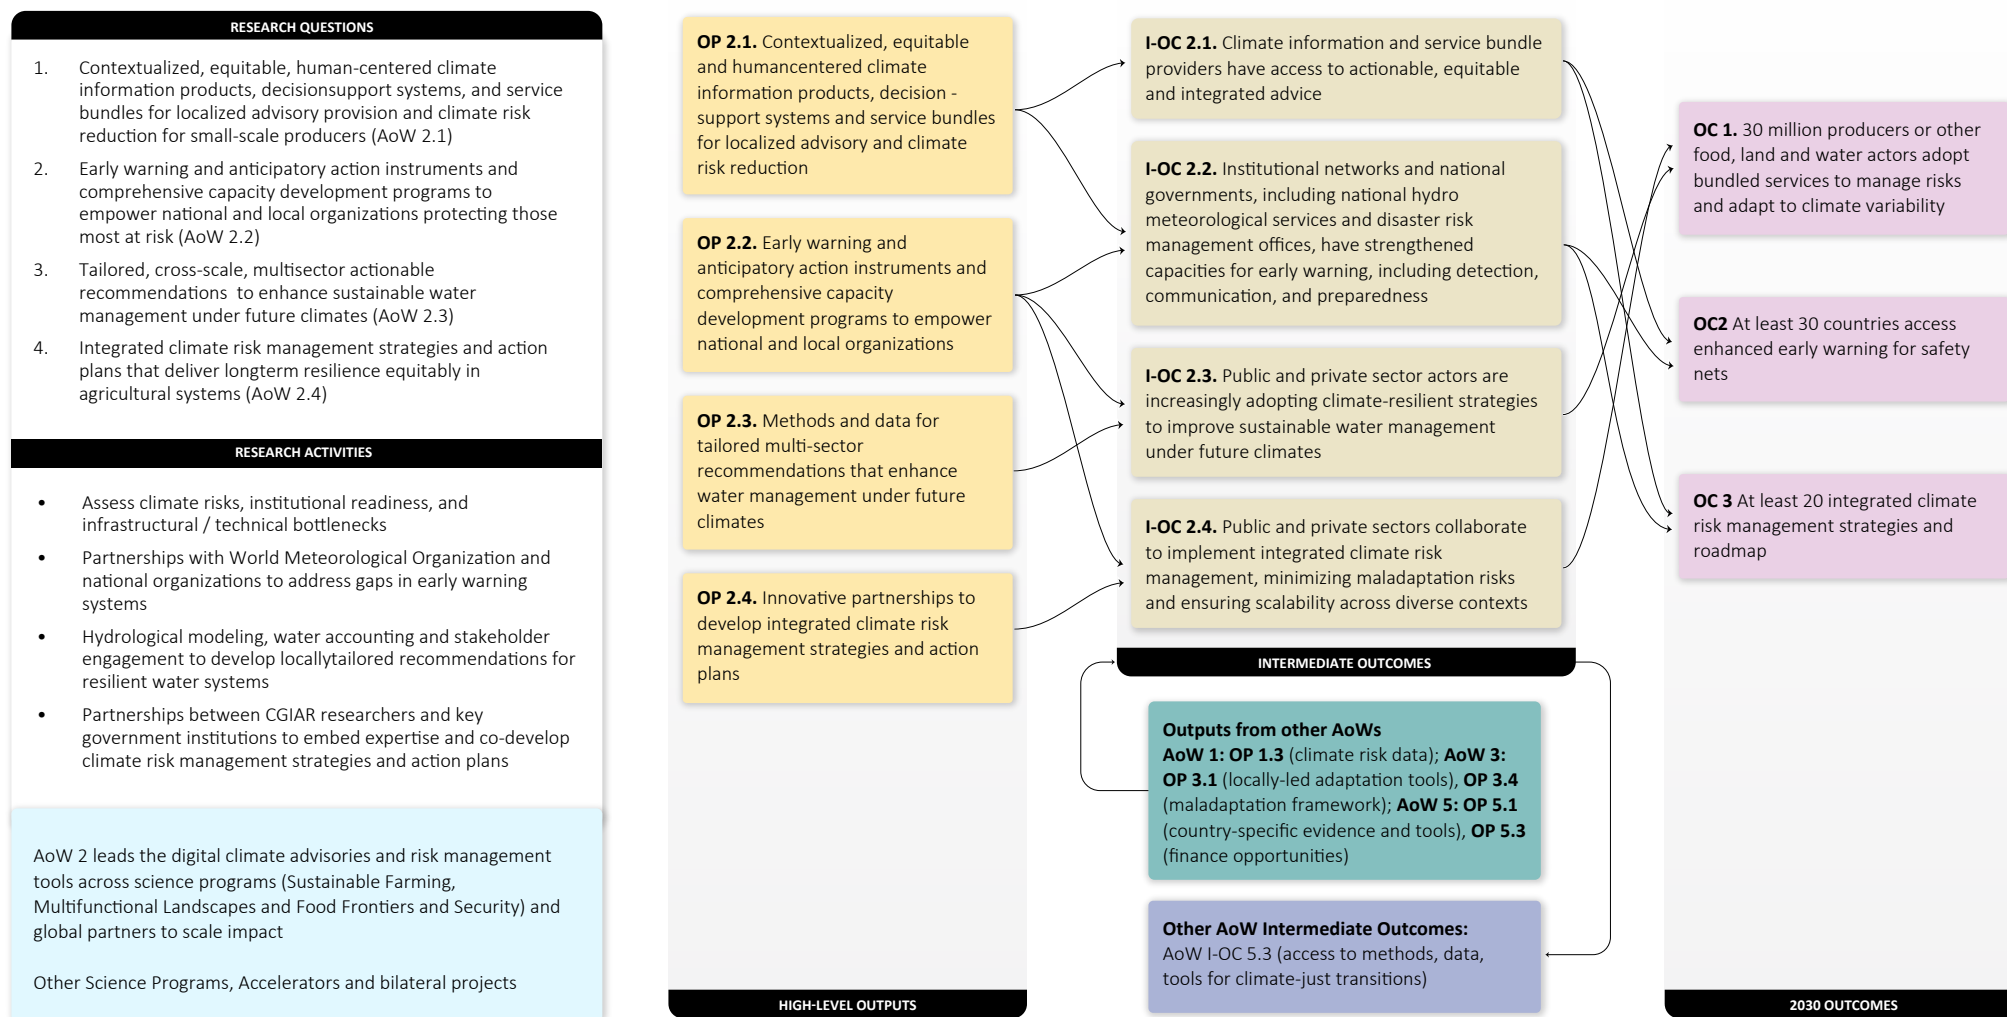 RESEARCH QUESTIONS
1. Contextualized, equitable, human-centered climate
information products, decisionsupport systems, and service
bundles for localized advisory provision and climate risk
reduction for small-scale producers (AoW 2.1)
2. Early warning and anticipatory action instruments and
comprehensive capacity development programs to
empower national and local organizations protecting those
most at risk (AoW 2.2)
3. Tailored, cross-scale, multisector actionable
recommendations to enhance sustainable water
management under future climates (AoW 2.3)
4. Integrated climate risk management strategies and action
plans that deliver longterm resilience equitably in
agricultural systems (AoW 2.4)
RESEARCH ACTIVITIES
• Assess climate risks, institutional readiness, and
infrastructural / technical bottlenecks
• Partnerships with World Meteorological Organization and
national organizations to address gaps in early warning
systems
• Hydrological modeling, water accounting and stakeholder
engagement to develop locallytailored recommendations for
resilient water systems
• Partnerships between CGIAR researchers and key
government institutions to embed expertise and co-develop
climate risk management strategies and action plans
AoW 2 leads the digital climate advisories and risk management
tools across science programs (Sustainable Farming,
Multifunctional Landscapes and Food Frontiers and Security) and
global partners to scale impact
Other Science Programs, Accelerators and bilateral projects
OP 2.1. Contextualized, equitable
and humancentered climate
information products, decision -
support systems and service bundles
for localized advisory and climate
risk reduction
OP 2.2. Early warning and
anticipatory action instruments and
comprehensive capacity
development programs to empower
national and local organizations
OP 2.3. Methods and data for
tailored multi-sector
recommendations that enhance
water management under future
climates
OP 2.4. Innovative partnerships to
develop integrated climate risk
management strategies and action
plans
HIGH-LEVEL OUTPUTS
I-OC 2.1. Climate information and service bundle
providers have access to actionable, equitable
and integrated advice
I-OC 2.2. Institutional networks and national
governments, including national hydro
meteorological services and disaster risk
management offices, have strengthened
capacities for early warning, including detection,
communication, and preparedness
I-OC 2.3. Public and private sector actors are
increasingly adopting climate-resilient strategies
to improve sustainable water management
under future climates
I-OC 2.4. Public and private sectors collaborate
to implement integrated climate risk
management, minimizing maladaptation risks
and ensuring scalability across diverse contexts
INTERMEDIATE OUTCOMES
Outputs from other AoWs
AoW 1: OP 1.3 (climate risk data); AoW 3:
OP 3.1 (locally-led adaptation tools), OP 3.4
(maladaptation framework); AoW 5: OP 5.1
(country-specific evidence and tools), OP 5.3
(finance opportunities)
Other AoW Intermediate Outcomes:
AoW I-OC 5.3 (access to methods, data,
tools for climate-just transitions)
OC 1. 30 million producers or other
food, land and water actors adopt
bundled services to manage risks
and adapt to climate variability
OC2 At least 30 countries access
enhanced early warning for safety
nets
OC 3 At least 20 integrated climate
risk management strategies and
roadmap
2030 OUTCOMES